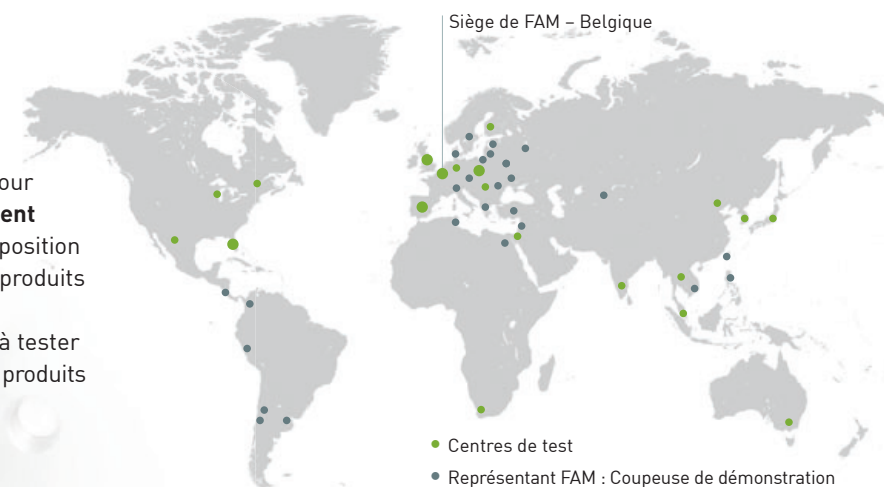 Siège de FAM – Belgique
our
ent
position
produits
à tester
produits
Centres de test
Représentant FAM : Coupeuse de démonstration